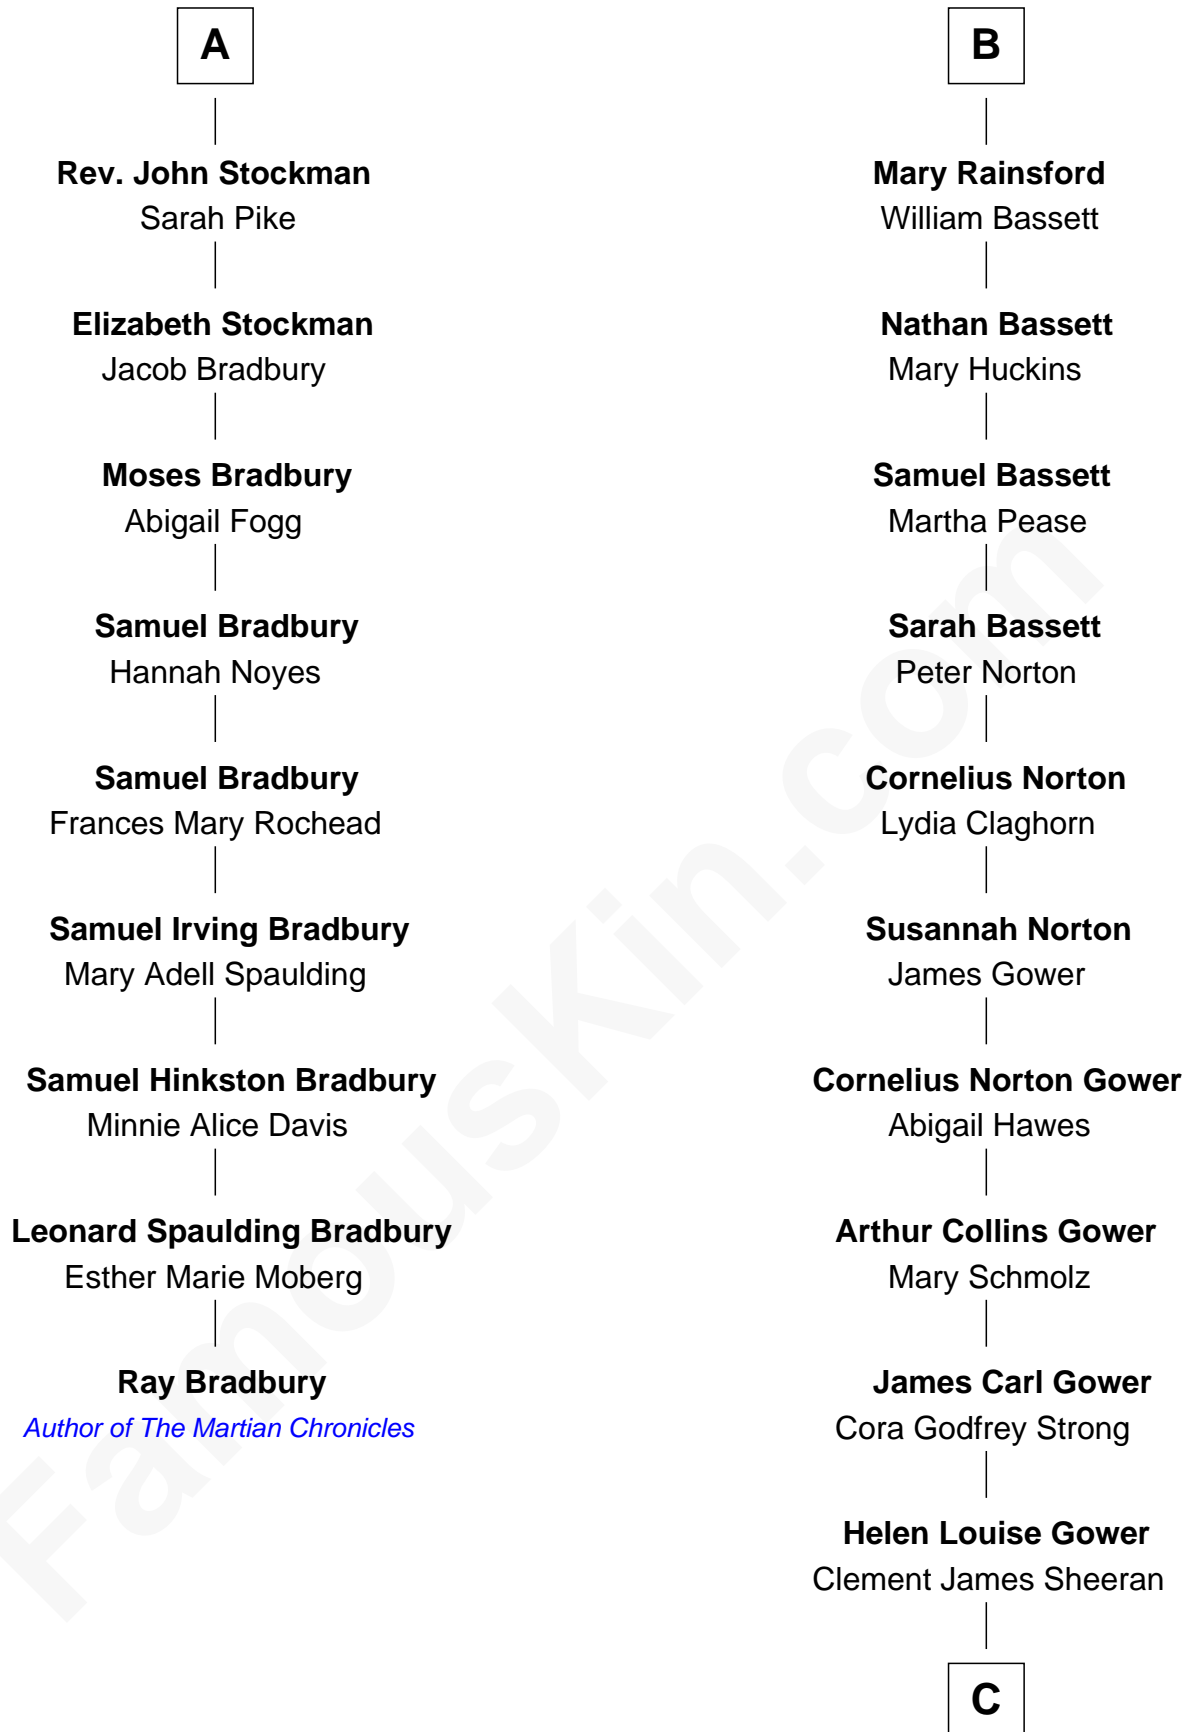 A
Rev. John Stockman
Sarah Pike
Elizabeth Stockman
Jacob Bradbury
Moses Bradbury
Abigail Fogg
Samuel Bradbury
Hannah Noyes
Samuel Bradbury
Frances Mary Rochead
Samuel Irving Bradbury
Mary Adell Spaulding
Samuel Hinkston Bradbury
Minnie Alice Davis
Leonard Spaulding Bradbury
Esther Marie Moberg
Ray Bradbury
Author of The Martian Chronicles
B
Mary Rainsford
William Bassett
Nathan Bassett
Mary Huckins
Samuel Bassett
Martha Pease
Sarah Bassett
Peter Norton
Cornelius Norton
Lydia Claghorn
Susannah Norton
James Gower
Cornelius Norton Gower
Abigail Hawes
Arthur Collins Gower
Mary Schmolz
James Carl Gower
Cora Godfrey Strong
Helen Louise Gower
Clement James Sheeran
C
FamousKin.com